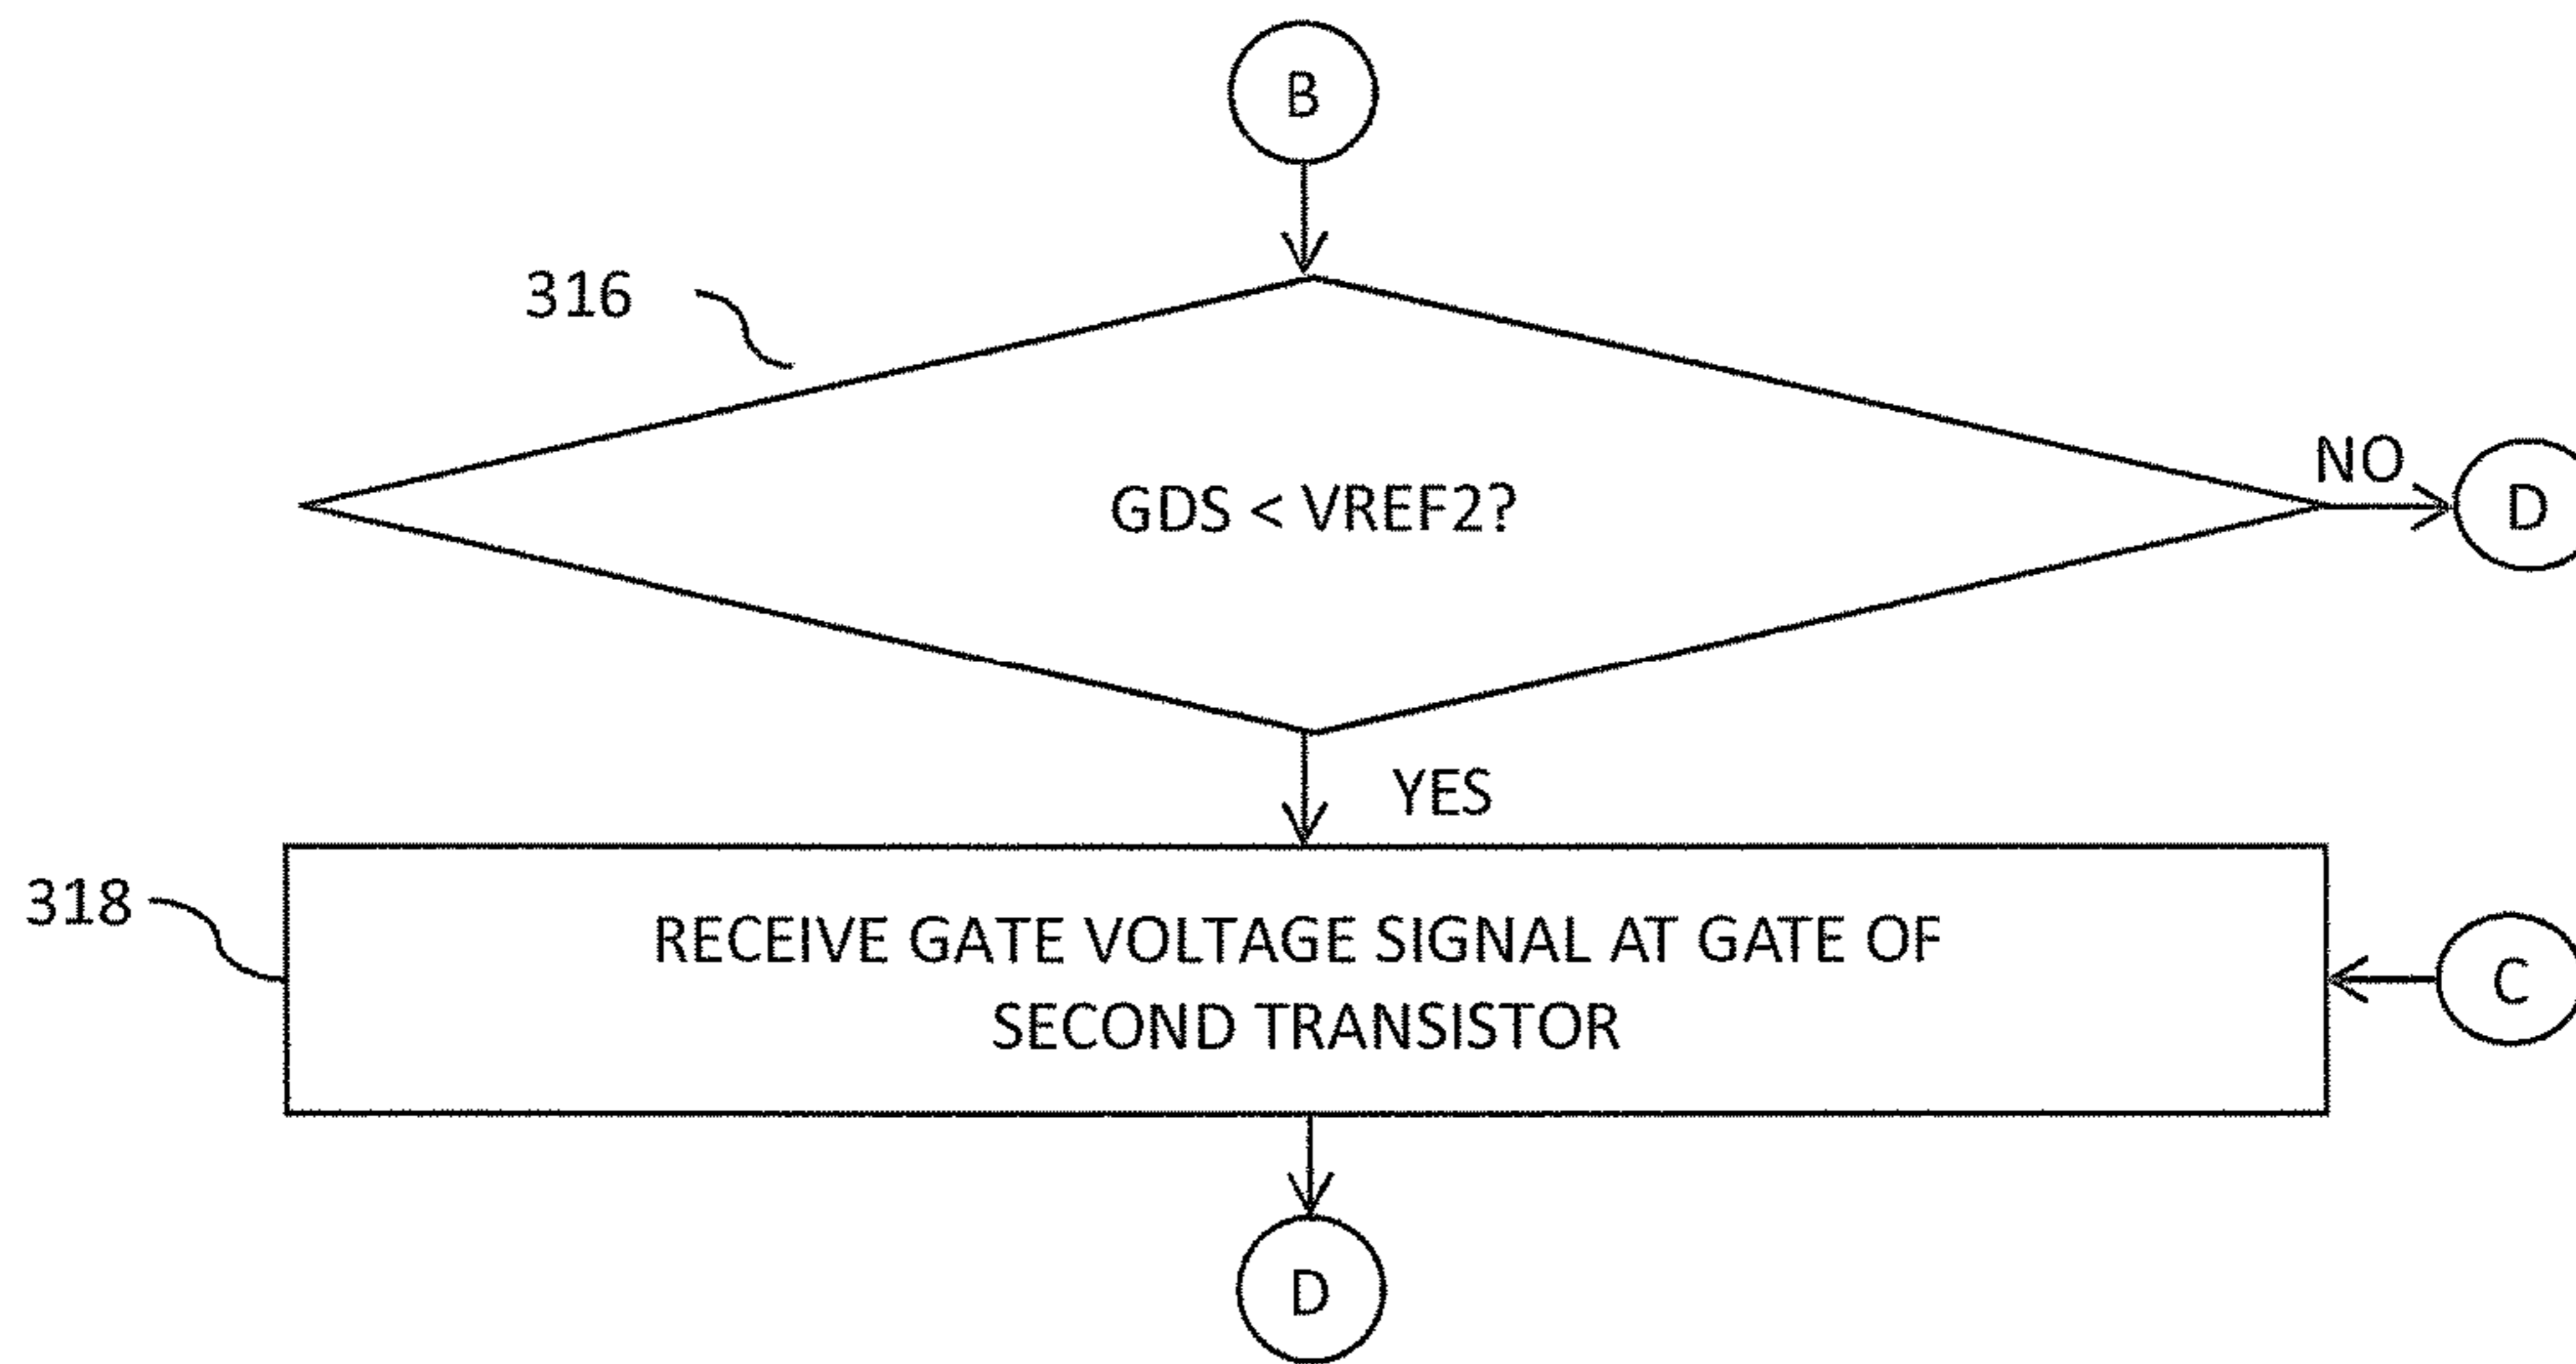 B
316
GDS < VREF2?
NO
D
YES
318
RECEIVE GATE VOLTAGE SIGNAL AT GATE OF
SECOND TRANSISTOR
C
D